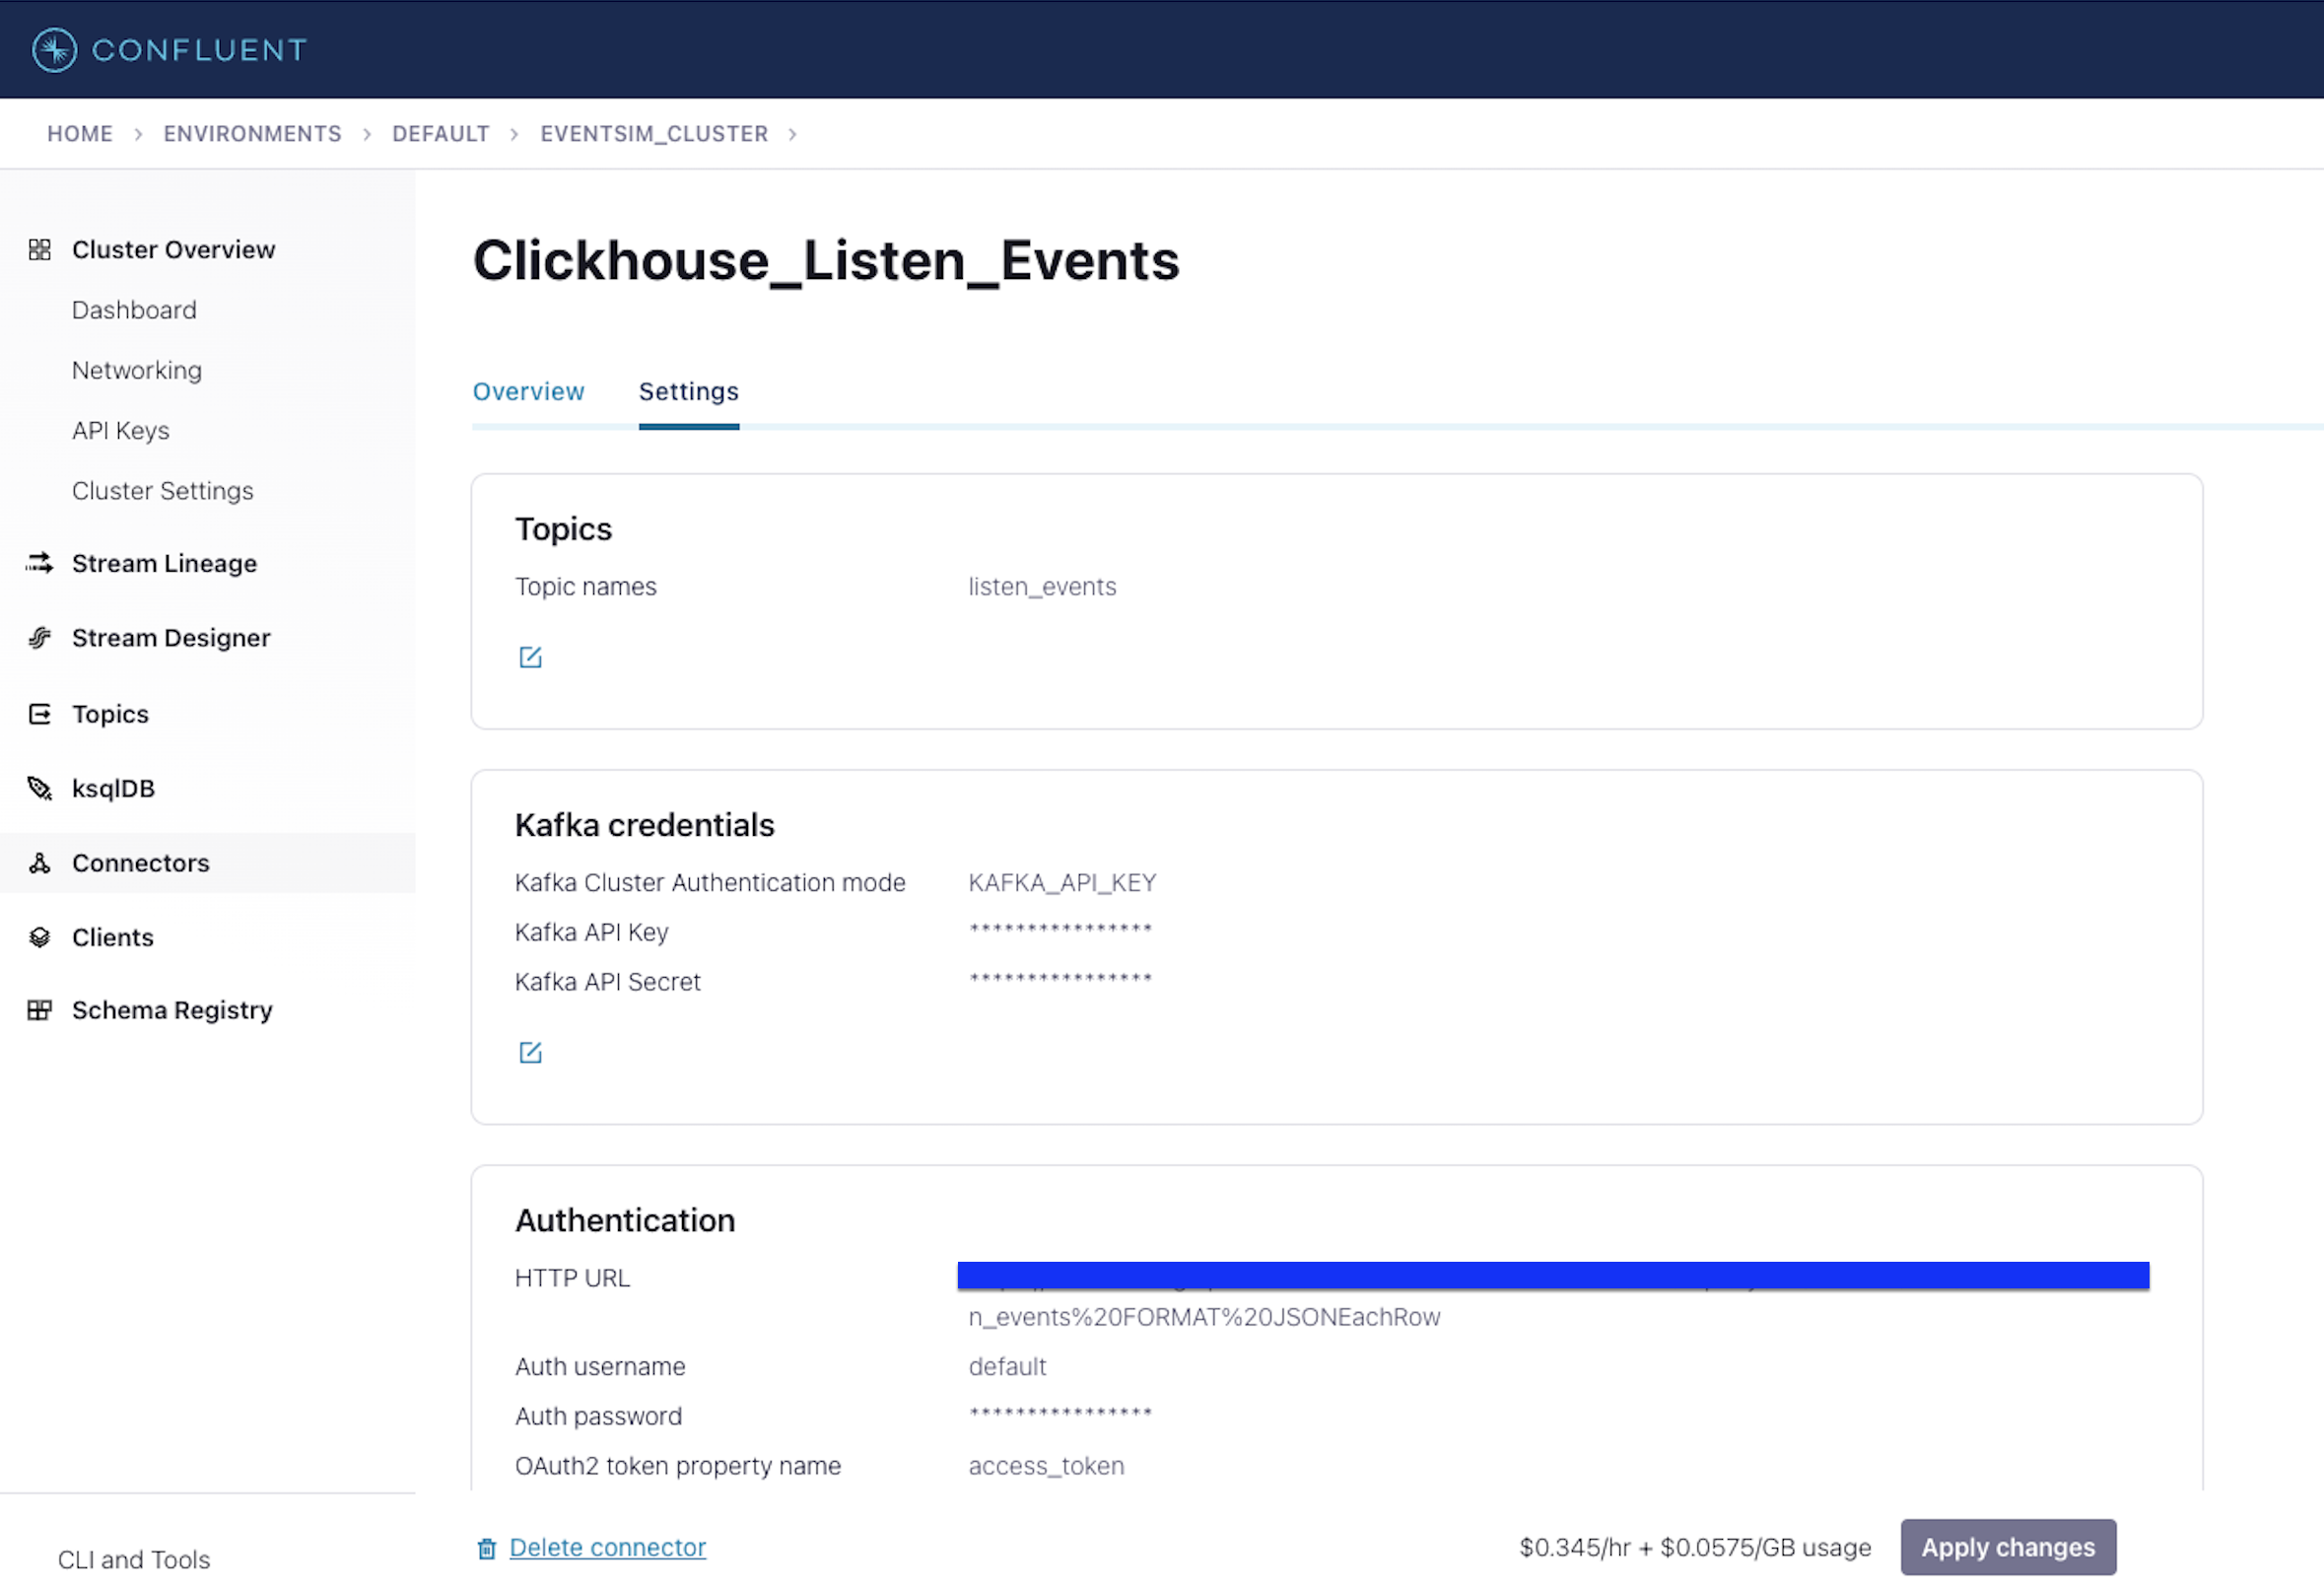 CONFLUENT
HOME > ENVIRONMENTS > DEFAULT > EVENTSIM_CLUSTER >
Cluster Overview
Dashboard
Networking
API Keys
Cluster Settings
Stream Lineage
Stream Designer
Topics
ksqlDB
Connectors
Clients
Schema Registry
CLI and Tools
Clickhouse_Listen_Events
Overview Settings
Topics
Topic names listen_events
Kafka credentials
Kafka Cluster Authentication mode KAFKA_API_KEY
Kafka API Key ****************
Kafka API Secret ****************
Authentication
HTTP URL
n_events%20FORMAT%20JSONEachRow
Auth username default
Auth password ****************
OAuth2 token property name access_token
Delete connector $0.345/hr + $0.0575/GB usage Apply changes